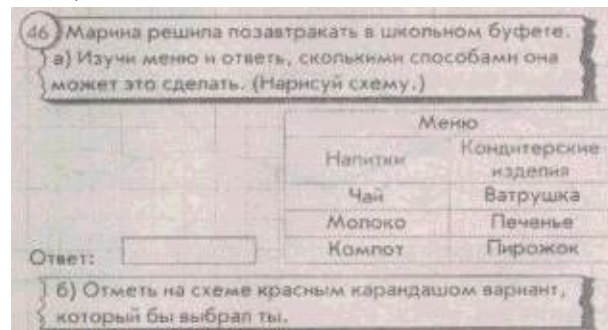 46 Марина решила позавтракать в школьном буфете.
а) Изучи меню и ответь, сколькими способами она
может это сделать. (Нарисуй схему.)
Меню
Напитки Кондитерские
изделия
Чай Ватрушка
Молоко Печенье
Компот Пирожок
Ответ:
б) Отметь на схеме красным карандашом вариант,
который бы выбрал ты.